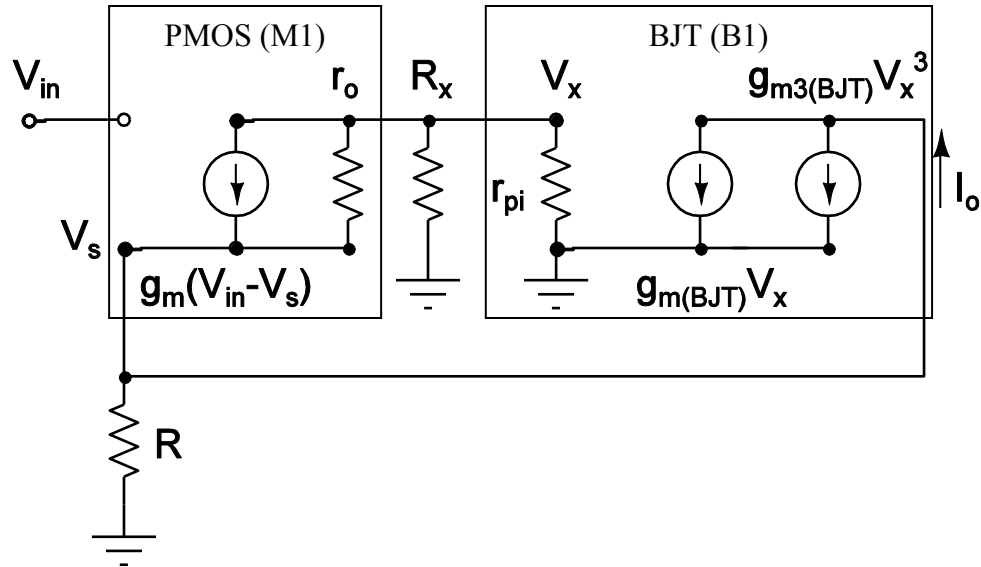 PMOS (M1)
BJT (B1)
V_in
r_o
R_x
V_x
g_m3(BJT)V_x^3
r_pi
I_o
V_s
g_m(V_in-V_s)
g_m(BJT)V_x
R